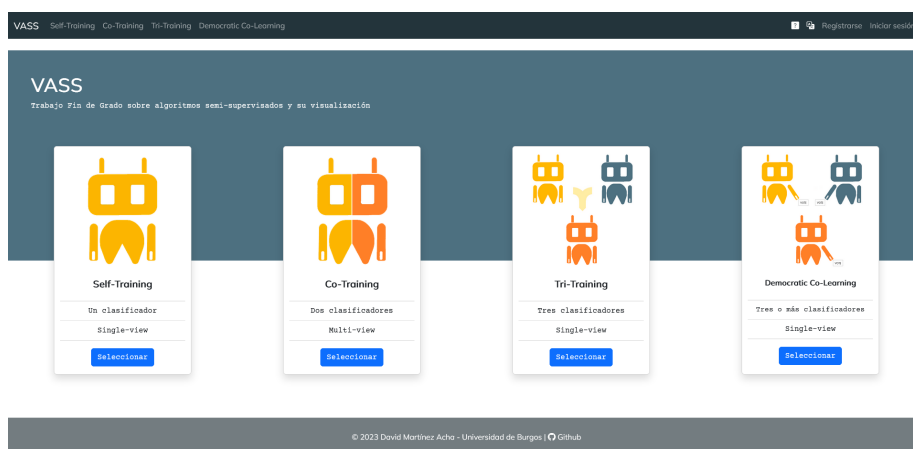 VASS Self-Training Co-Training Tri-Training Democratic Co-Learning Registrarse Iniciar sesión
VASS
Trabajo Fin de Grado sobre algoritmos semi-supervisados y su visualización
Self-Training
Un clasificador
Single-view
Seleccionar
Co-Training
Dos clasificadores
Multi-view
Seleccionar
Tri-Training
Tres clasificadores
Single-view
Seleccionar
Democratic Co-Learning
Tres o más clasificadores
Single-view
Seleccionar
© 2023 David Martínez Acha - Universidad de Burgos | Github